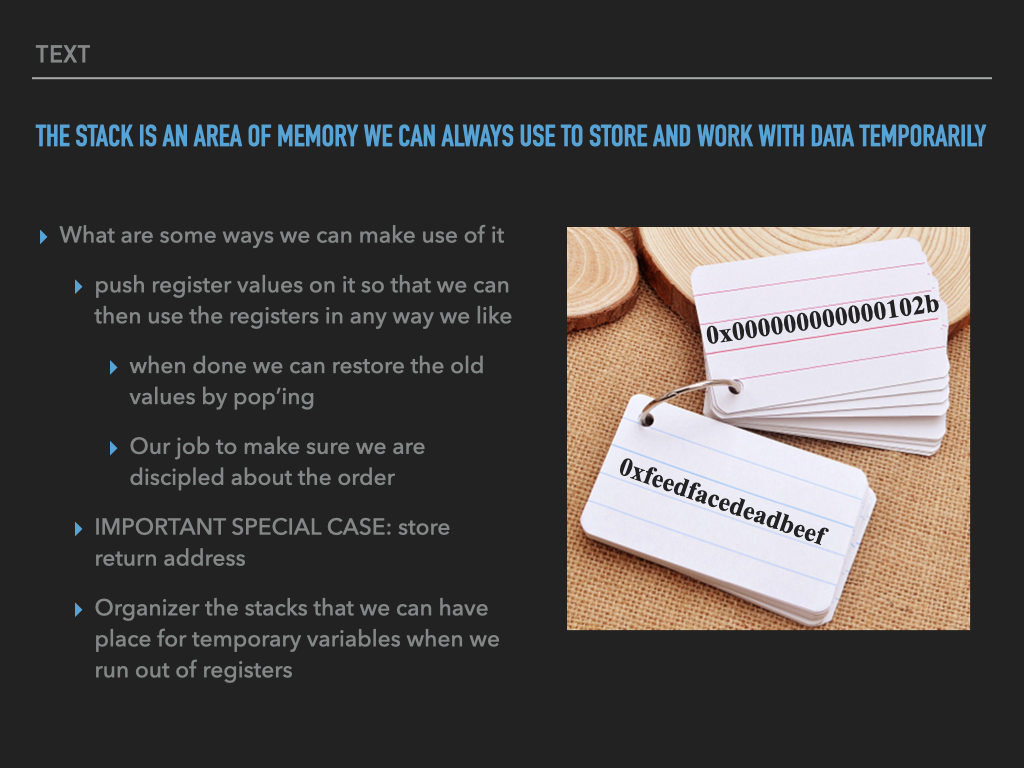 TEXT
THE STACK IS AN AREA OF MEMORY WE CAN ALWAYS USE TO STORE AND WORK WITH DATA TEMPORARILY
What are some ways we can make use of it
push register values on it so that we can
then use the registers in any way we like
when done we can restore the old
values by pop’ing
Our job to make sure we are
discipled about the order
IMPORTANT SPECIAL CASE: store
return address
Organizer the stacks that we can have
place for temporary variables when we
run out of registers
0x000000000000102b
0xfeedfacedeadbeef